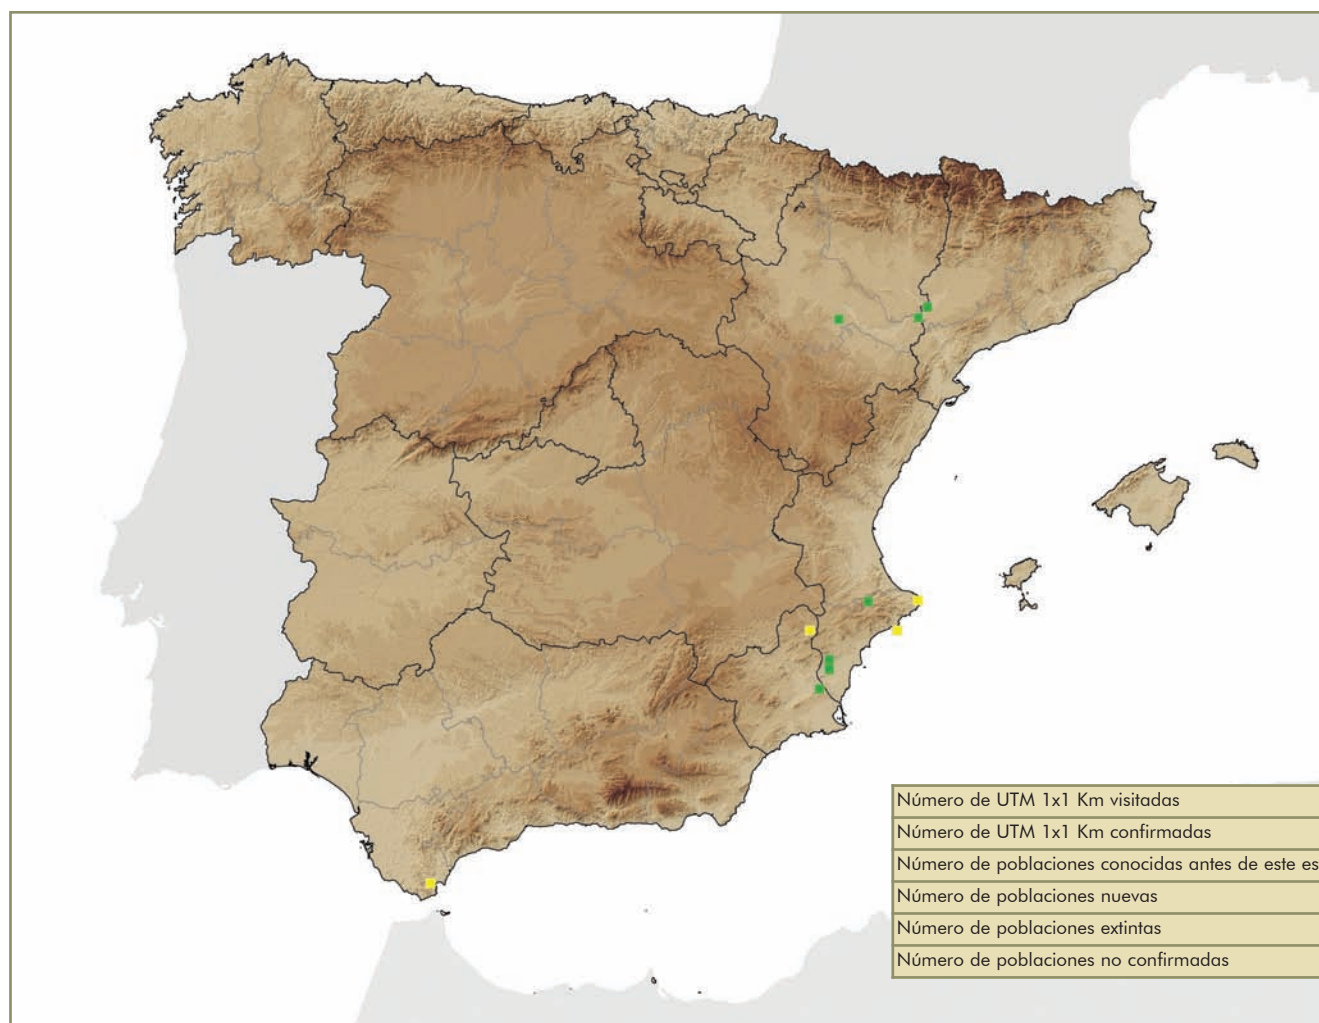 Número de UTM 1x1 Km visitadas
Número de UTM 1x1 Km confirmadas
Número de poblaciones conocidas antes de este es
Número de poblaciones nuevas
Número de poblaciones extintas
Número de poblaciones no confirmadas